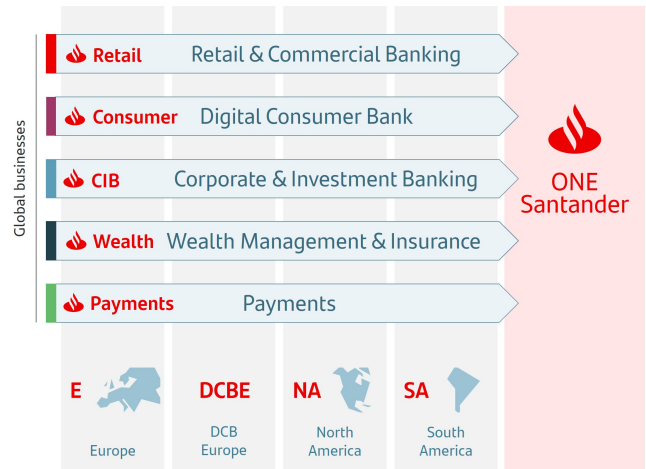 Global businesses
Retail Retail & Commercial Banking
Consumer Digital Consumer Bank
CIB Corporate & Investment Banking
Wealth Wealth Management & Insurance
Payments Payments
ONE
Santander
E DCBE NA SA
Europe
DCB
Europe
North
America
South
America